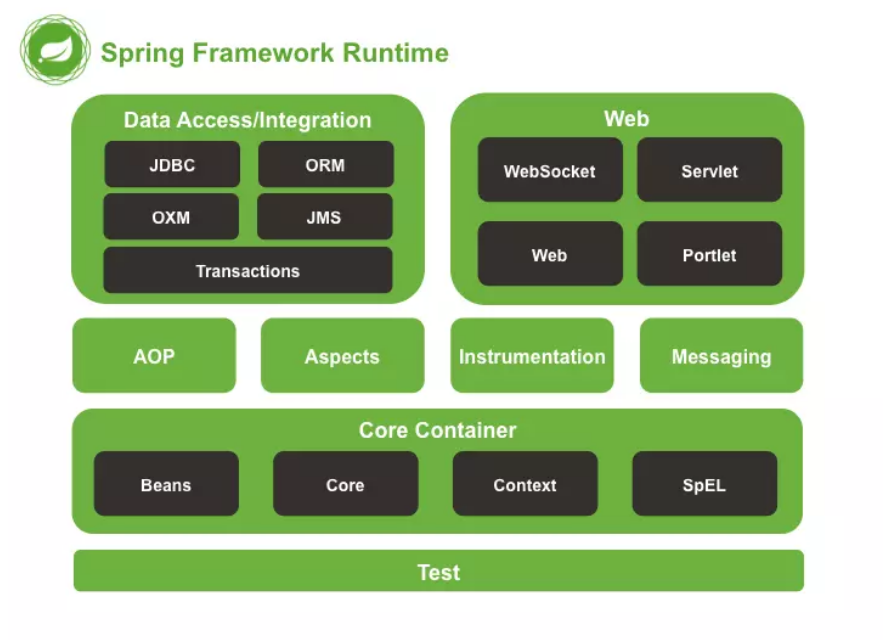 Spring Framework Runtime
Data Access/Integration
JDBC
ORM
OXM
JMS
Transactions
Web
WebSocket
Servlet
Web
Portlet
AOP
Aspects
Instrumentation
Messaging
Core Container
Beans
Core
Context
SpEL
Test